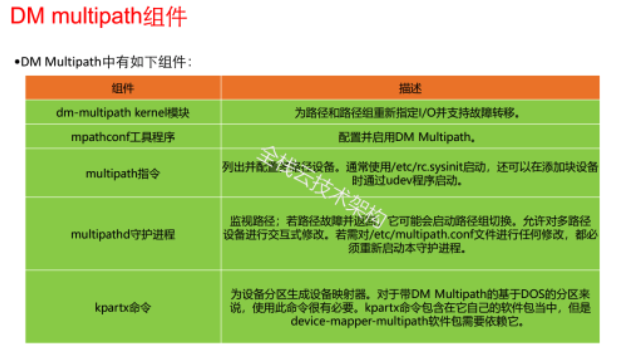 DM multipath组件
•DM Multipath中有如下组件：
组件 描述
dm-multipath kernel模块 为路径和路径组重新指定I/O并支持故障转移。
mpathconf工具程序 配置并启用DM Multipath。
multipath指令 列出并配置多路径设备。通常使用/etc/rc.sysinit启动，还可以在添加块设备
时通过udev程序启动。
multipathd守护进程 监视路径；若路径故障并返回，它可能会启动路径组切换。允许对多路径
设备进行交互式修改。若需对/etc/multipath.conf文件进行任何修改，都必
须重新启动本守护进程。
kpartx命令 为设备分区生成设备映射器。对于带DM Multipath的基于DOS的分区来
说，使用此命令很有必要。kpartx命令包含在它自己的软件包当中，但是
device-mapper-multipath软件包需要依赖它。
全栈云技术架构